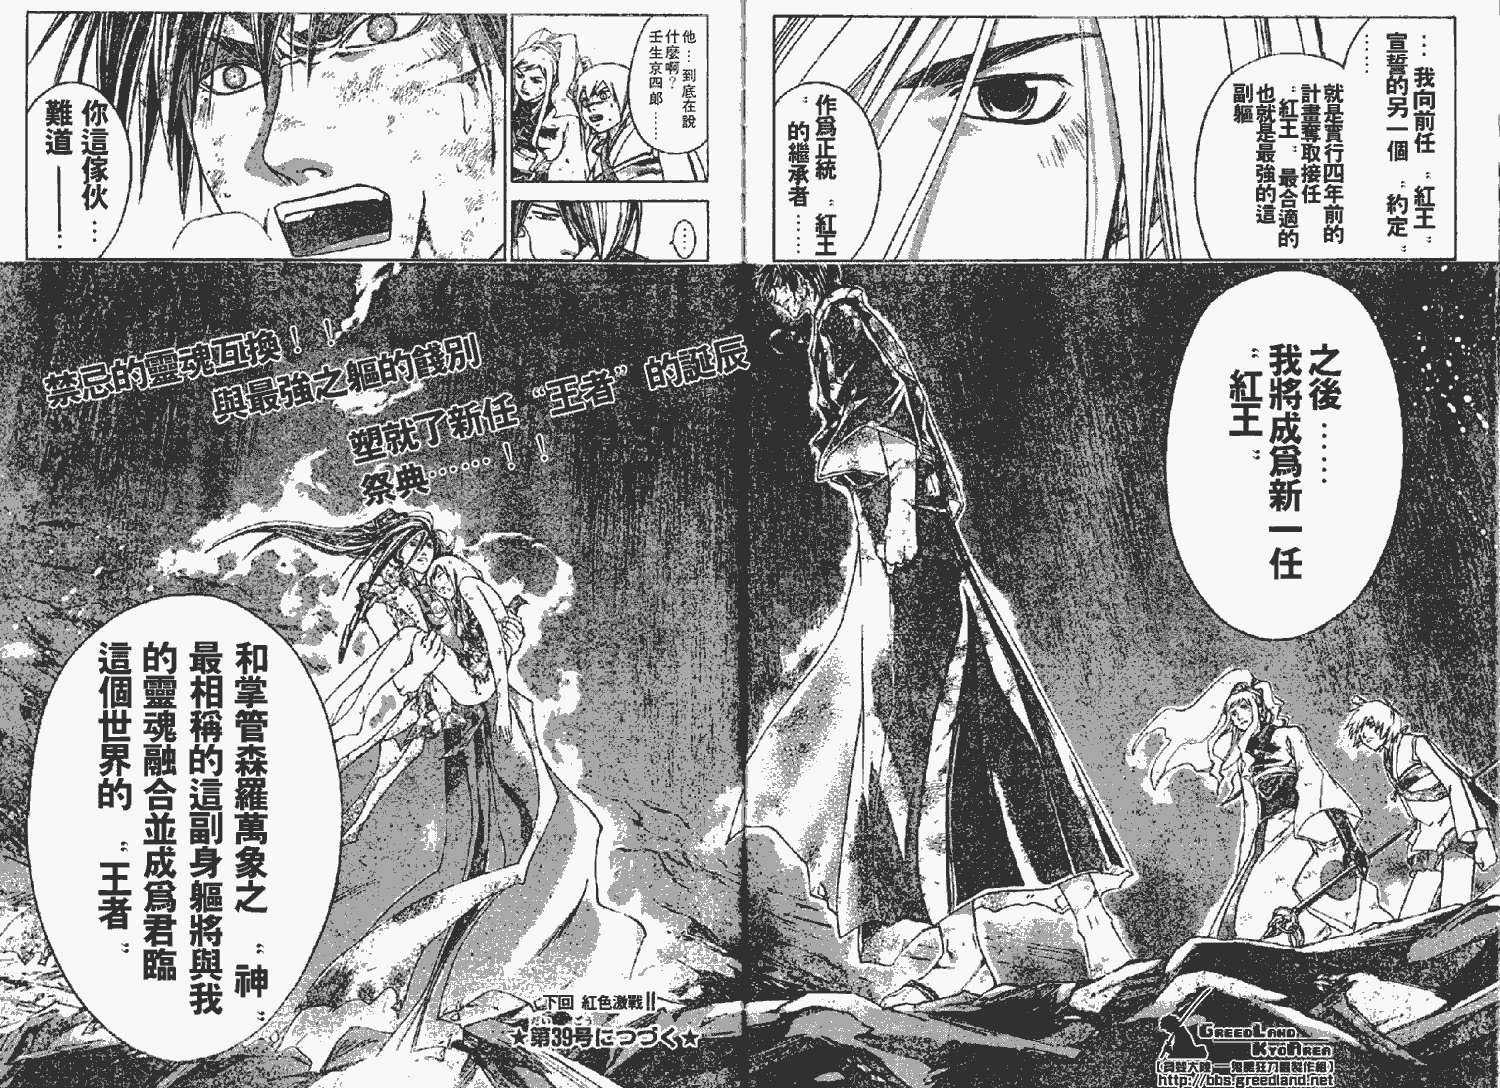 …我向前任“紅王”
宣誓的另一個“約定”
……
就是實行四年前的
計畫奪取接任
“紅王”最合適的
也就是最強的這
副軀
作爲正統“紅王
”的繼承者……
他…到底在說
什麼啊?
壬生京四郎……
……
你這傢伙…
難道——‥
之後……
我將成爲新一任
“紅王”
禁忌的靈魂互換！！
與最強之軀的餞別
塑就了新任“王者”的誕辰
祭典……！！
和掌管森羅萬象之“神”
最相稱的這副身軀將與我
的靈魂融合並成爲君臨
這個世界的“王者”
下回 紅色激戰!!
★第39号につづく★
GREEDLAND
KYOAREA
http://bbs.greedland.net